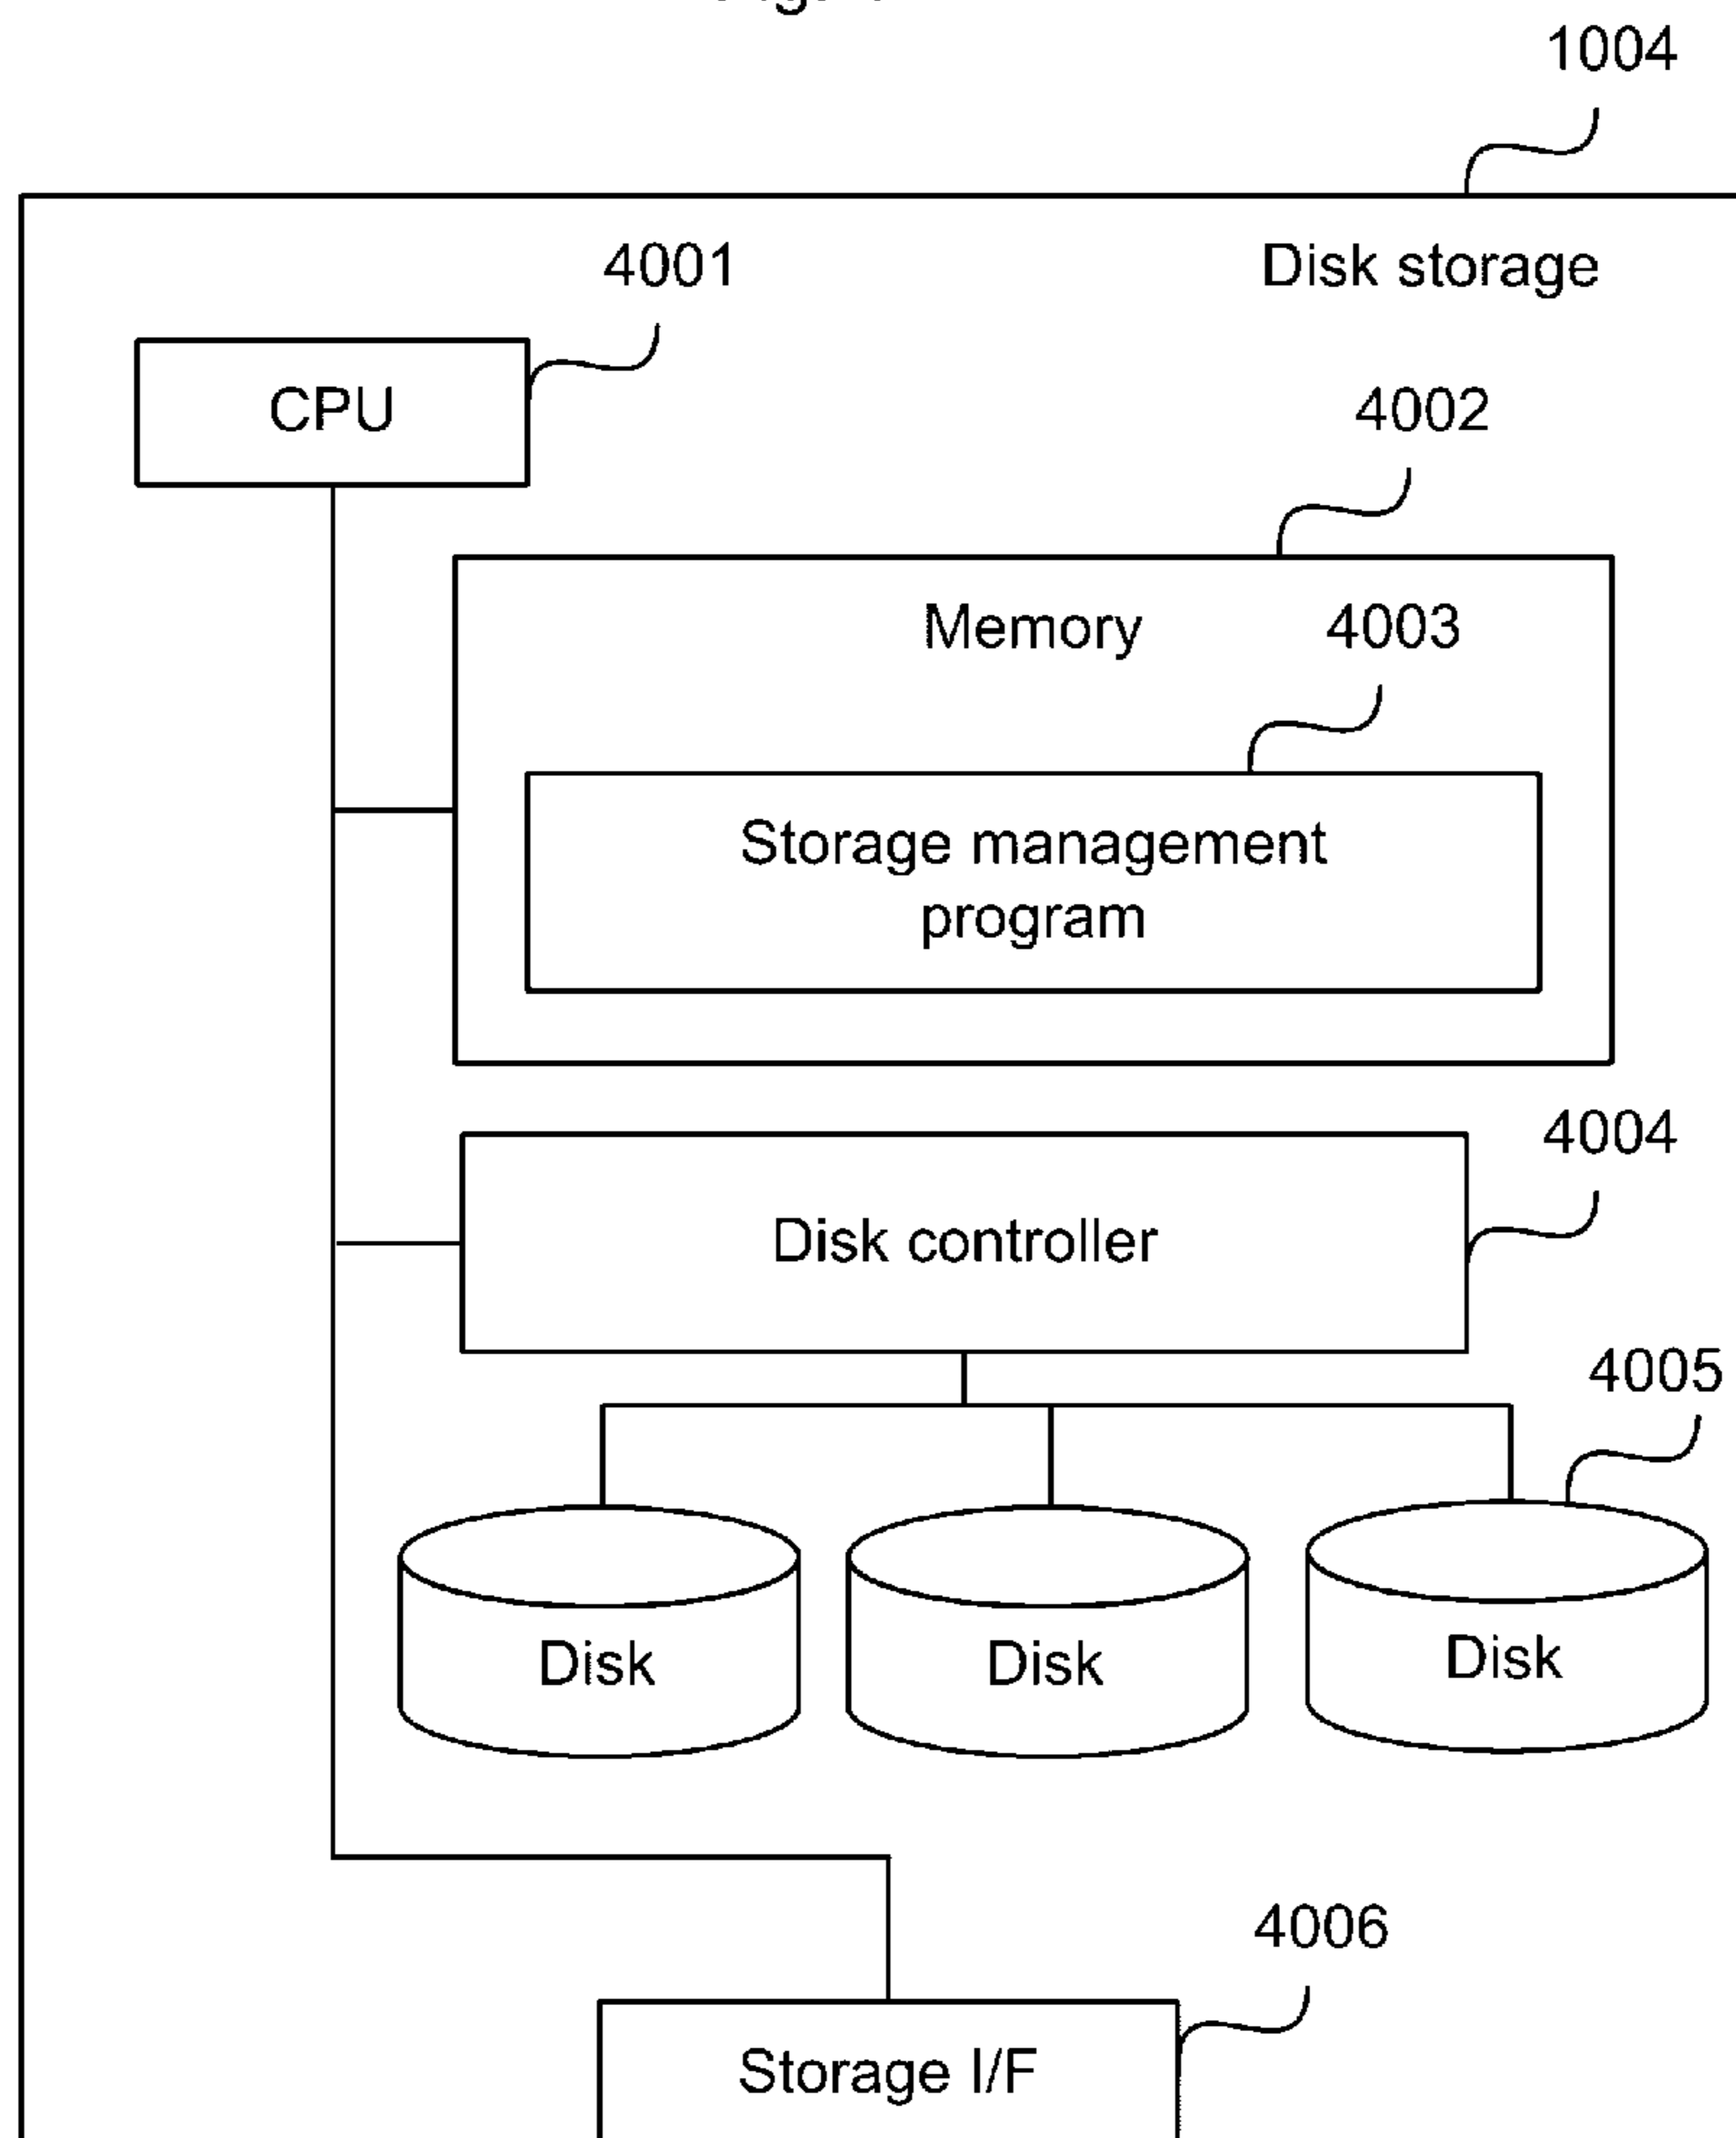 1004
Disk storage
4001
CPU
4002
Memory
4003
Storage management
program
4004
Disk controller
4005
Disk
Disk
Disk
4006
Storage I/F